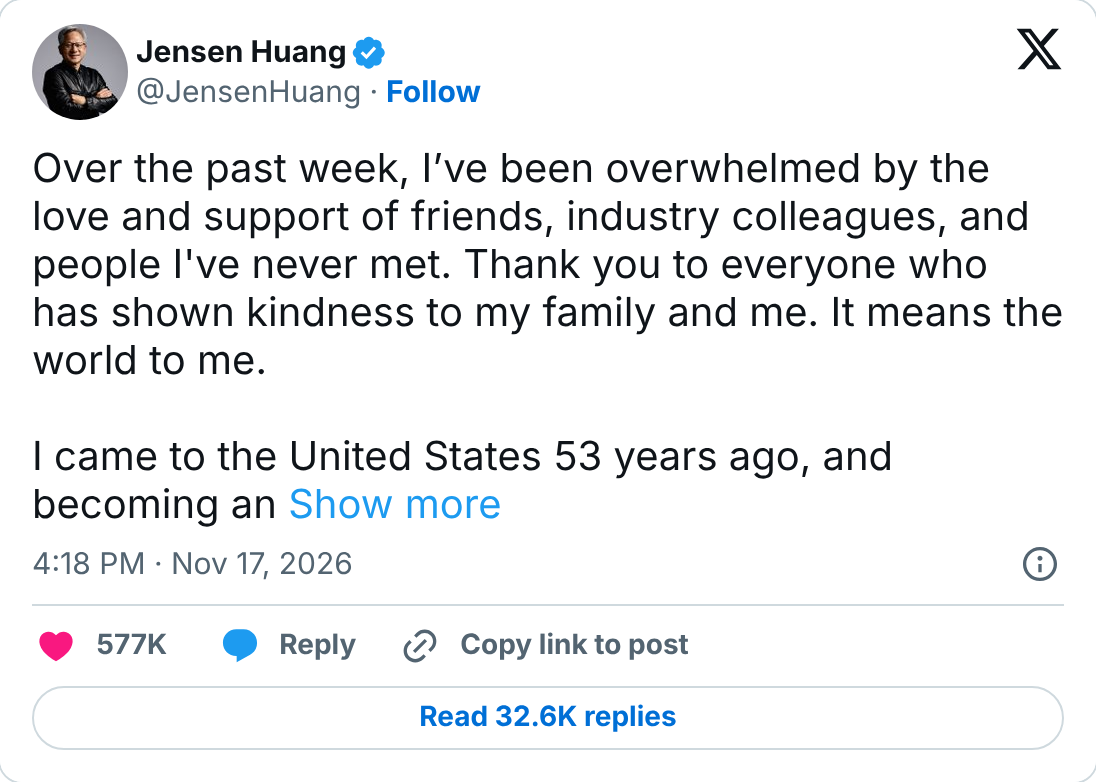 Jensen Huang
@JensenHuang · Follow
Over the past week, I’ve been overwhelmed by the
love and support of friends, industry colleagues, and
people I've never met. Thank you to everyone who
has shown kindness to my family and me. It means the
world to me.
I came to the United States 53 years ago, and
becoming an Show more
4:18 PM · Nov 17, 2026
577K Reply Copy link to post
Read 32.6K replies